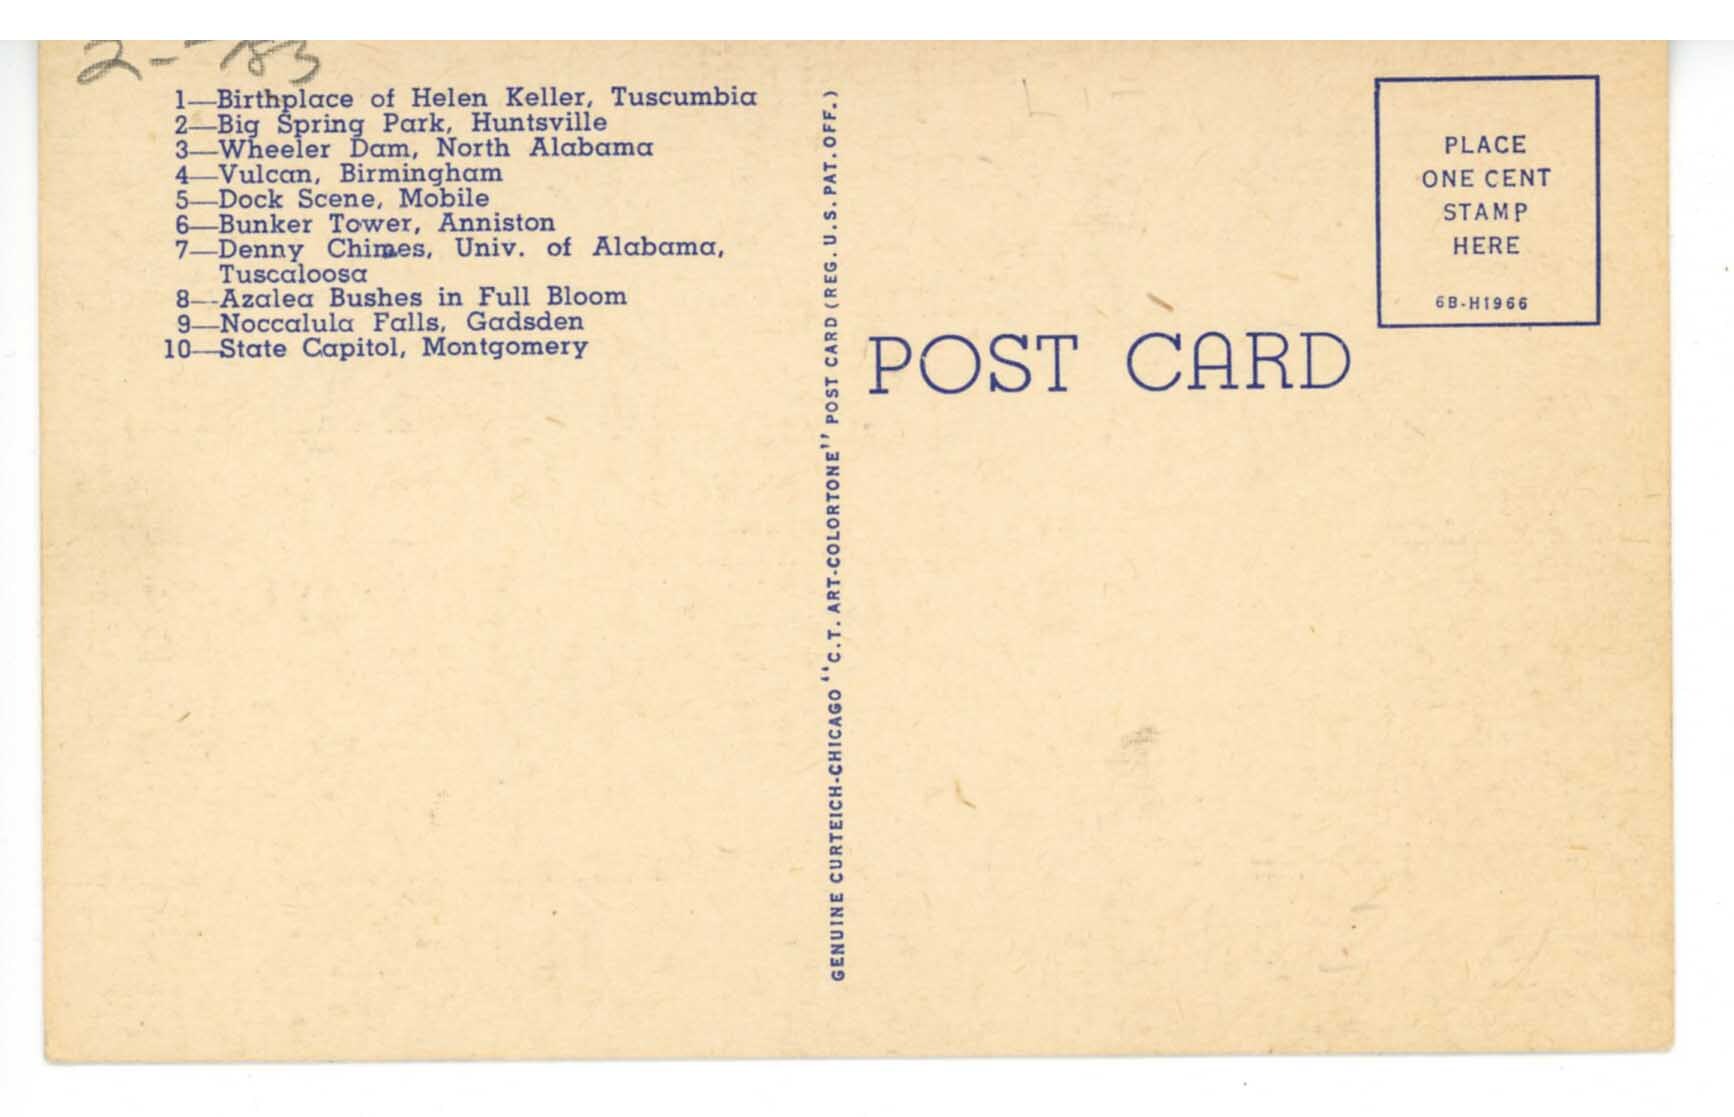 1—Birthplace of Helen Keller, Tuscumbia
2—Big Spring Park, Huntsville
3—Wheeler Dam, North Alabama
4—Vulcan, Birmingham
5—Dock Scene, Mobile
6—Bunker Tower, Anniston
7—Denny Chimes, Univ. of Alabama,
Tuscaloosa
8—Azalea Bushes in Full Bloom
9—Noccalula Falls, Gadsden
10—State Capitol, Montgomery
GENUINE CURTEICH-CHICAGO "C.T. ART-COLORTONE" POST CARD (REG. U.S. PAT. OFF.)
POST CARD
PLACE
ONE CENT
STAMP
HERE
6B-H1966